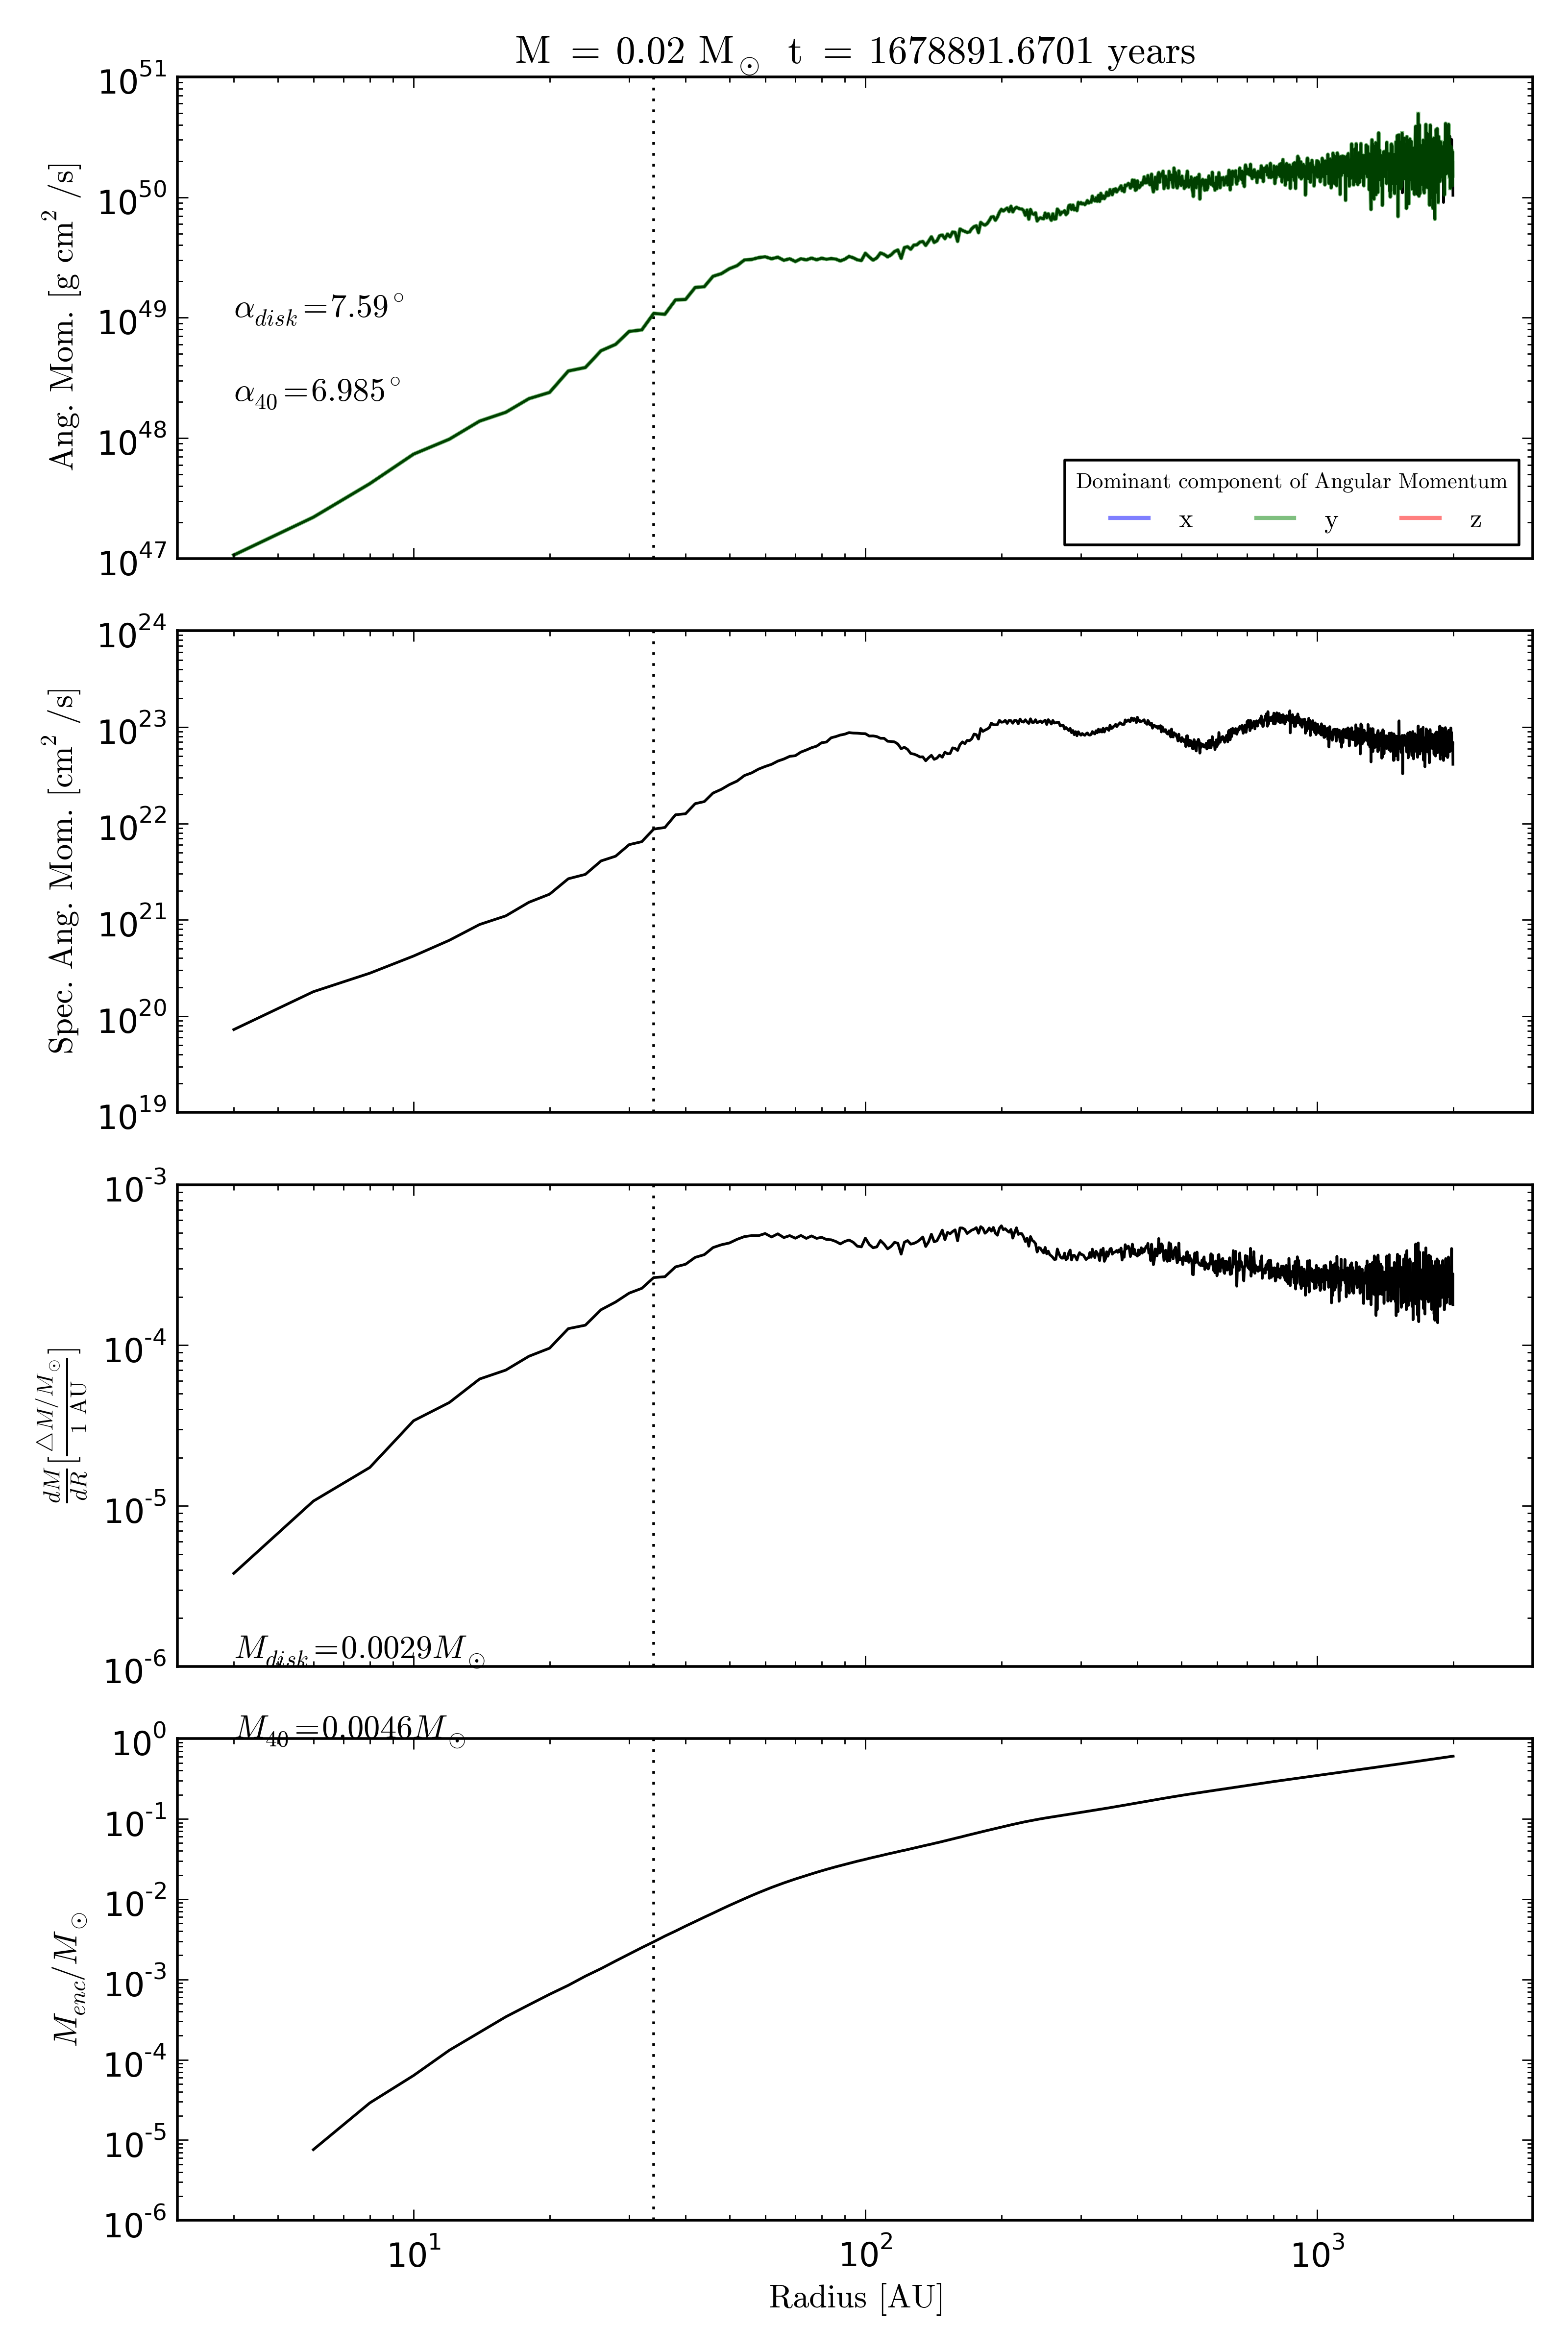 M = 0.02 M⊙ t = 1678891.6701 years
10^51
10^50
10^49
10^48
10^47
Ang. Mom. [g cm^2 /s]
α_disk=7.59°
α_40=6.985°
Dominant component of Angular Momentum
x y z
10^24
10^23
10^22
10^21
10^20
10^19
Spec. Ang. Mom. [cm^2 /s]
10^-3
10^-4
10^-5
10^-6
dM/dR[△M/M⊙/1 AU]
M_disk=0.0029M⊙
M_40=0.0046M⊙
10^0
10^-1
10^-2
10^-3
10^-4
10^-5
10^-6
M_enc/M⊙
10^1 10^2 10^3
Radius [AU]